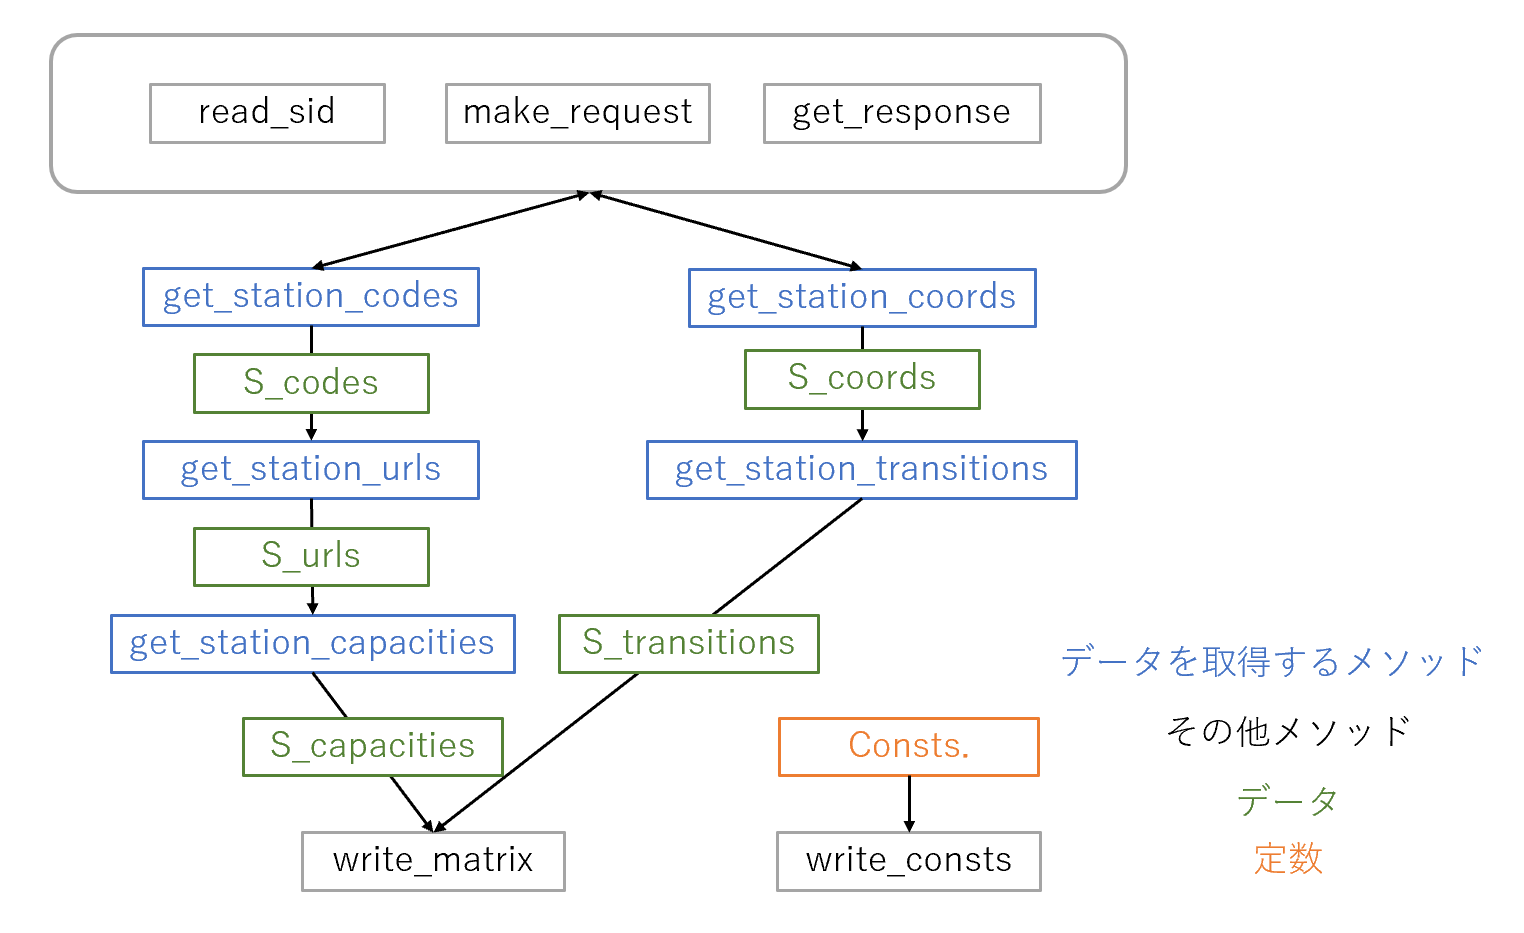 read_sid
make_request
get_response
get_station_codes
get_station_coords
S_codes
S_coords
get_station_urls
get_station_transitions
S_urls
get_station_capacities
S_transitions
データを取得するメソッド
S_capacities
Consts.
その他メソッド
データ
write_matrix
write_consts
定数